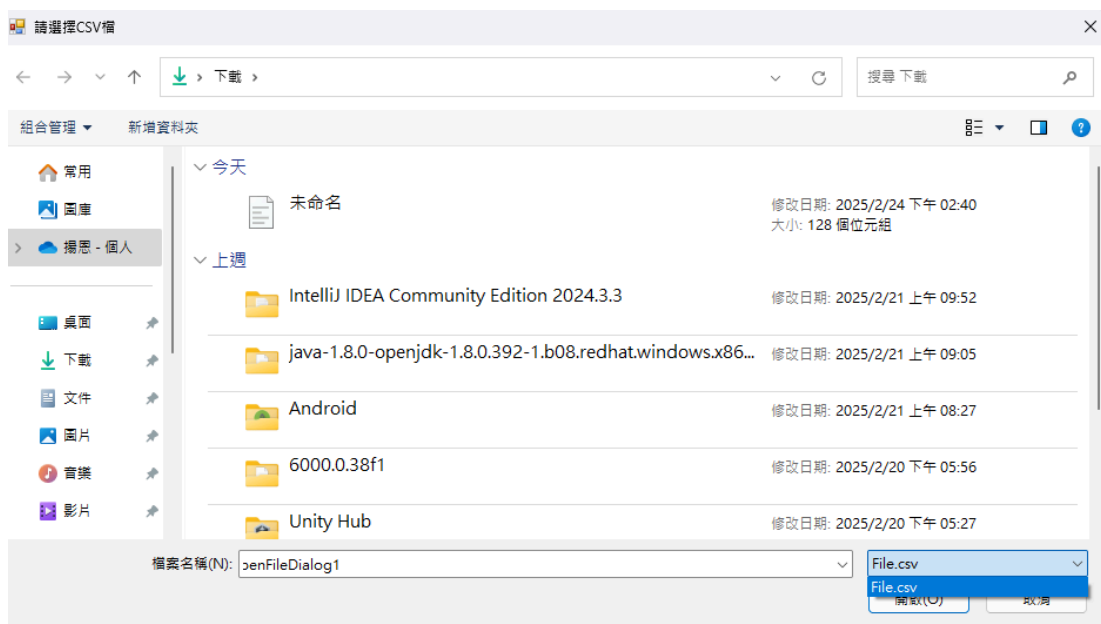 請選擇CSV檔
下載
搜尋 下載
組合管理 新增資料夾
常用
圖庫
揚恩 - 個人
桌面
下載
文件
圖片
音樂
影片
今天
未命名
修改日期: 2025/2/24 下午 02:40
大小: 128 個位元組
上週
IntelliJ IDEA Community Edition 2024.3.3
修改日期: 2025/2/21 上午 09:52
java-1.8.0-openjdk-1.8.0.392-1.b08.redhat.windows.x86...
修改日期: 2025/2/21 上午 09:05
Android
修改日期: 2025/2/21 上午 08:27
6000.0.38f1
修改日期: 2025/2/20 下午 05:56
Unity Hub
修改日期: 2025/2/20 下午 05:27
檔案名稱(N): penFileDialog1
File.csv
File.csv
開啟(O) 取消